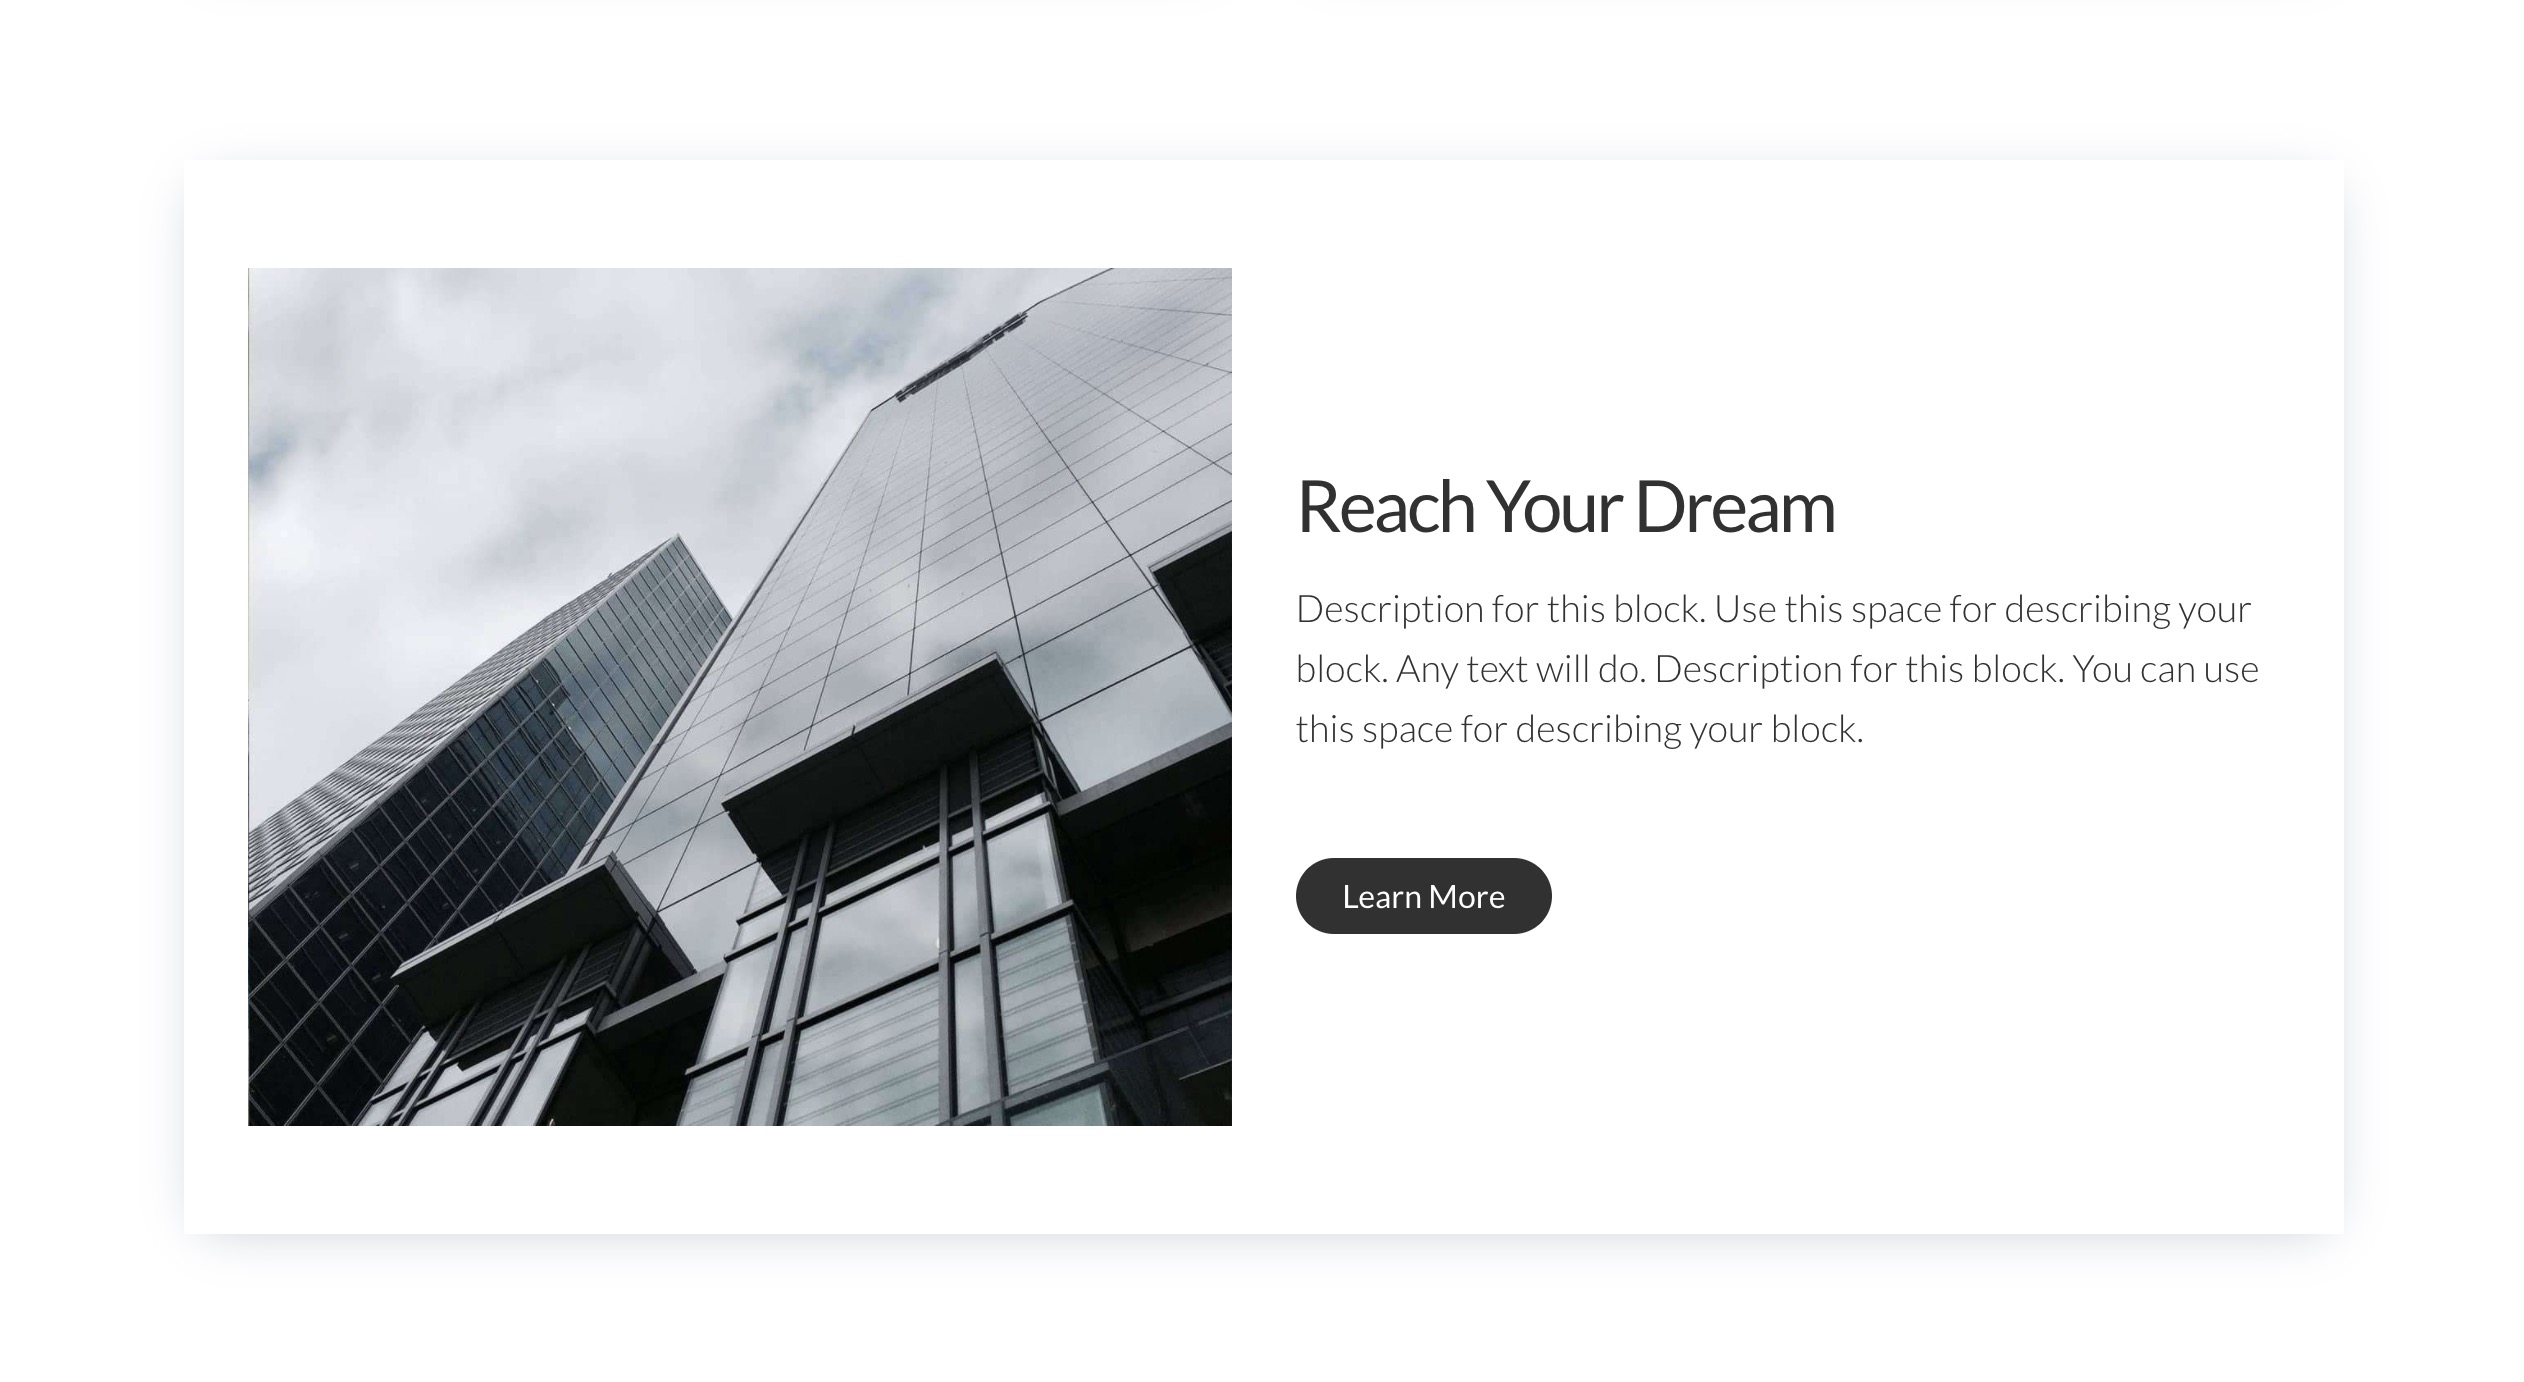 Reach Your Dream
Description for this block. Use this space for describing your
block. Any text will do. Description for this block. You can use
this space for describing your block.
Learn More